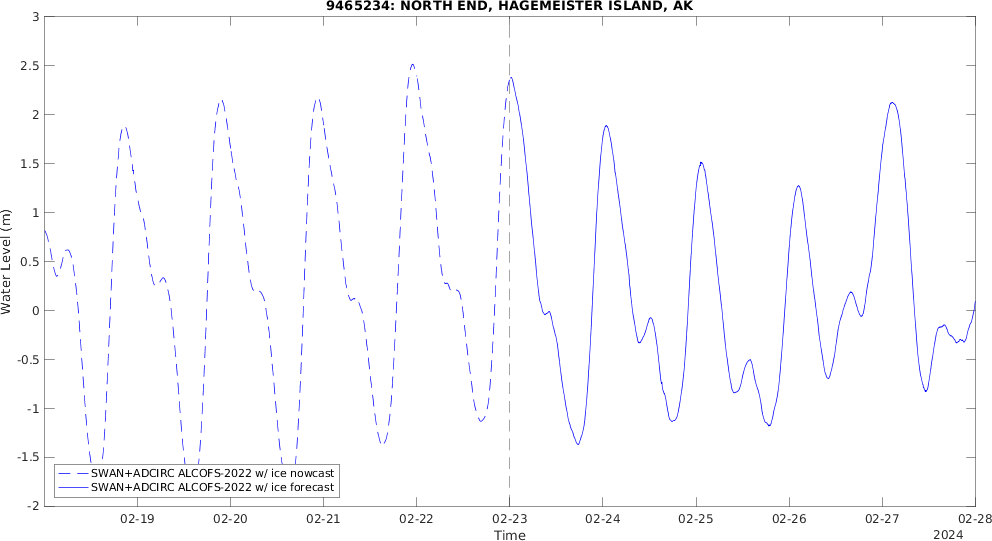 9465234: NORTH END, HAGEMEISTER ISLAND, AK
3
2.5
2
1.5
1
0.5
0
-0.5
-1
-1.5
-2
Water Level (m)
SWAN+ADCIRC ALCOFS-2022 w/ ice nowcast
SWAN+ADCIRC ALCOFS-2022 w/ ice forecast
02-19 02-20 02-21 02-22 02-23 02-24 02-25 02-26 02-27 02-28
Time
2024